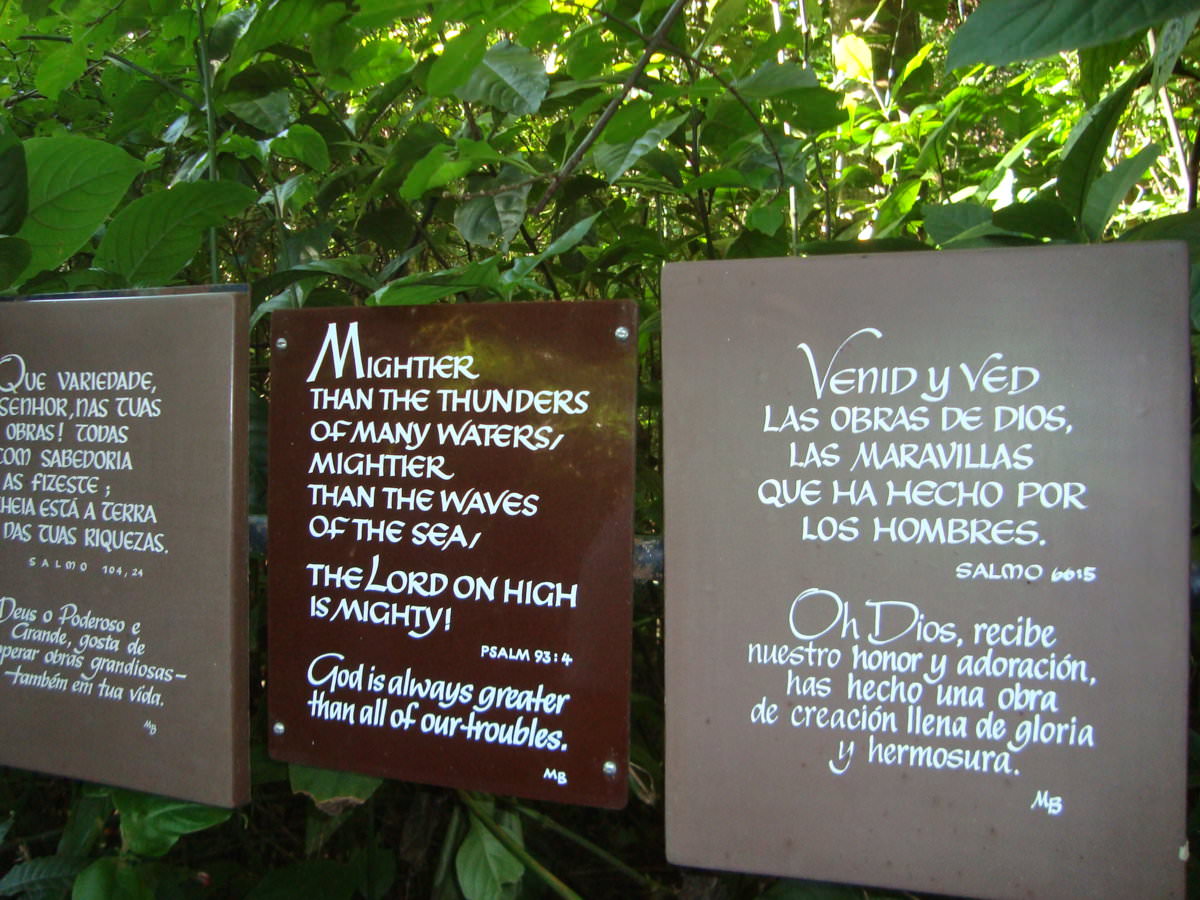 QUE VARIEDADE,
SENHOR, NAS TUAS
OBRAS! TODAS
COM SABEDORIA
AS FIZESTE;
HEIA ESTÁ A TERRA
DAS TUAS RIQUEZAS.
SALMO 104,24
Deus o Poderoso e
Grande, gosta de
operar obras grandiosas–
–também em tua vida.
MB
MIGHTIER
THAN THE THUNDERS
OF MANY WATERS,
MIGHTIER
THAN THE WAVES
OF THE SEA,
THE LORD ON HIGH
IS MIGHTY!
PSALM 93:4
God is always greater
than all of our troubles.
MB
VENID y VED
LAS OBRAS DE DIOS,
LAS MARAVILLAS
QUE HA HECHO POR
LOS HOMBRES.
SALMO 66:5
Oh Dios, recibe
nuestro honor y adoración,
has hecho una obra
de creación llena de gloria
y hermosura.
MB